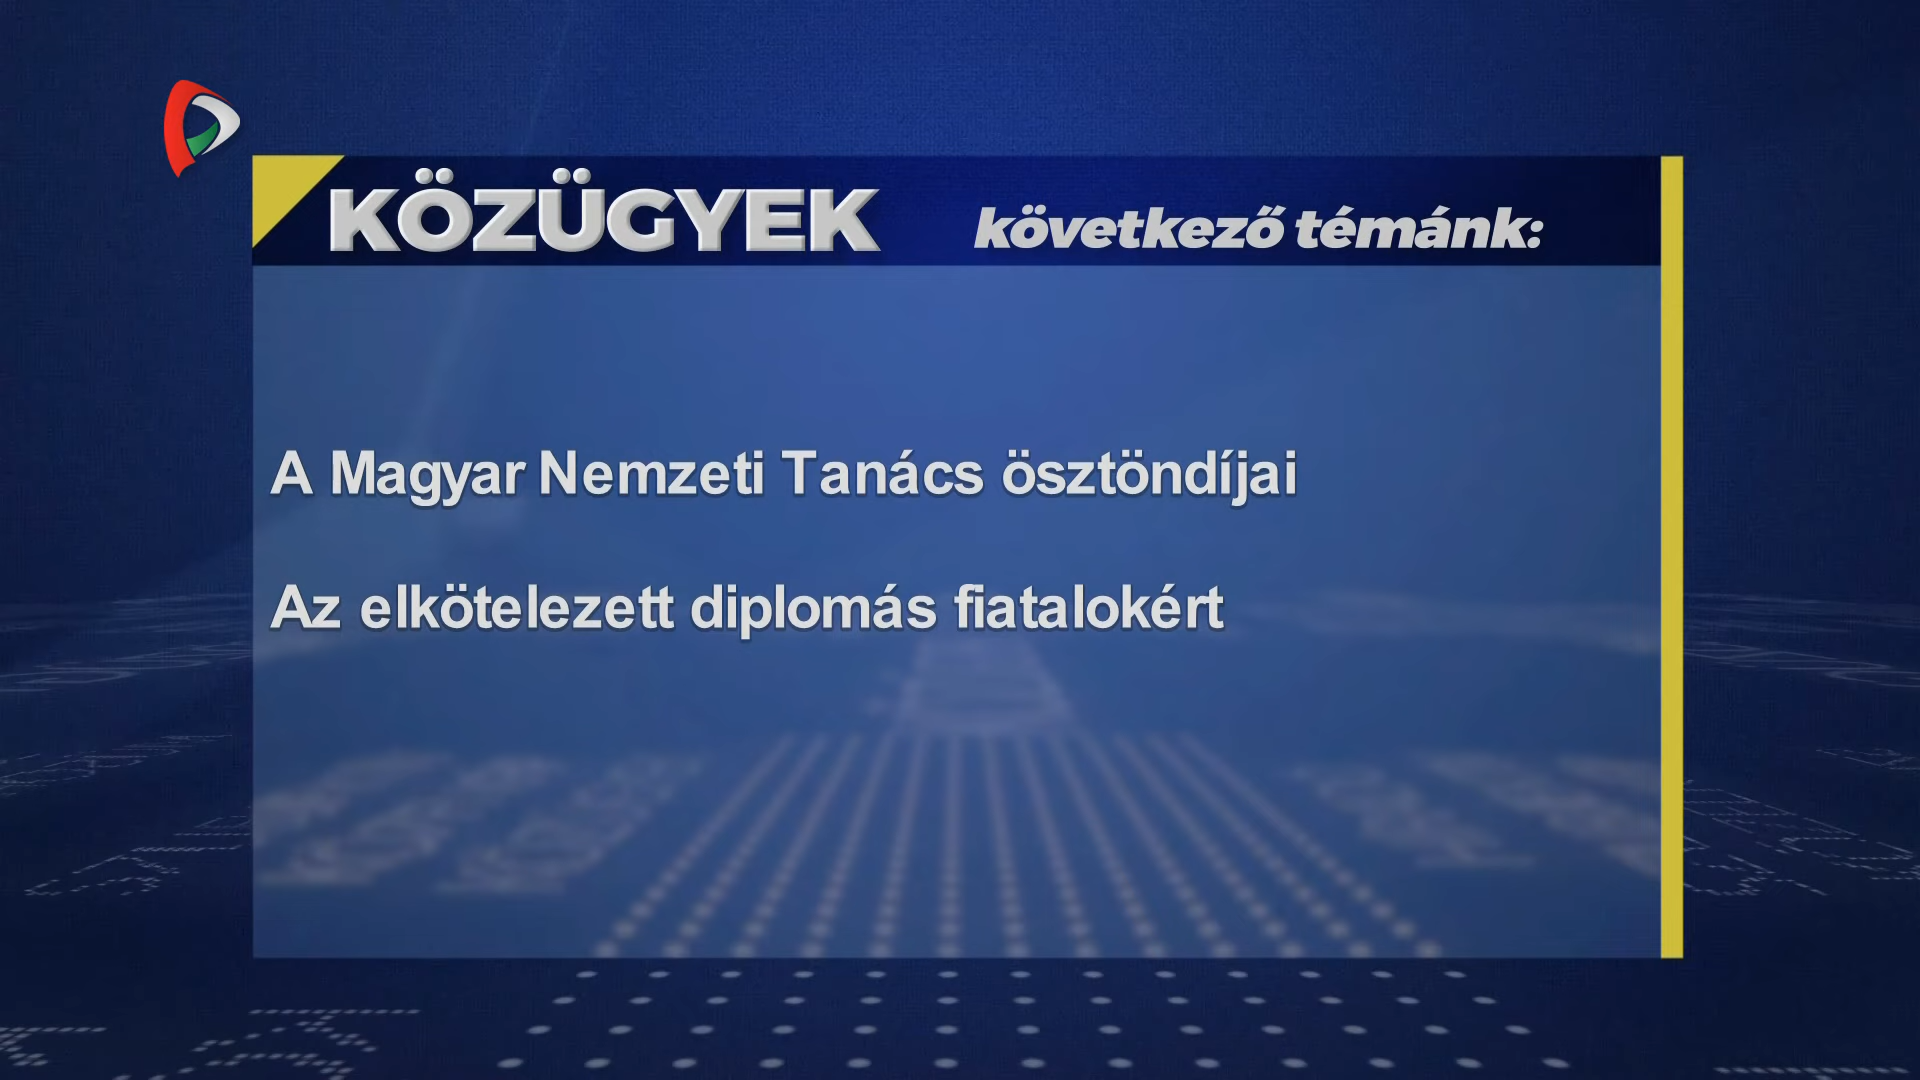 KÖZÜGYEK következő témánk:
A Magyar Nemzeti Tanács ösztöndíjai
Az elkötelezett diplomás fiatalokért